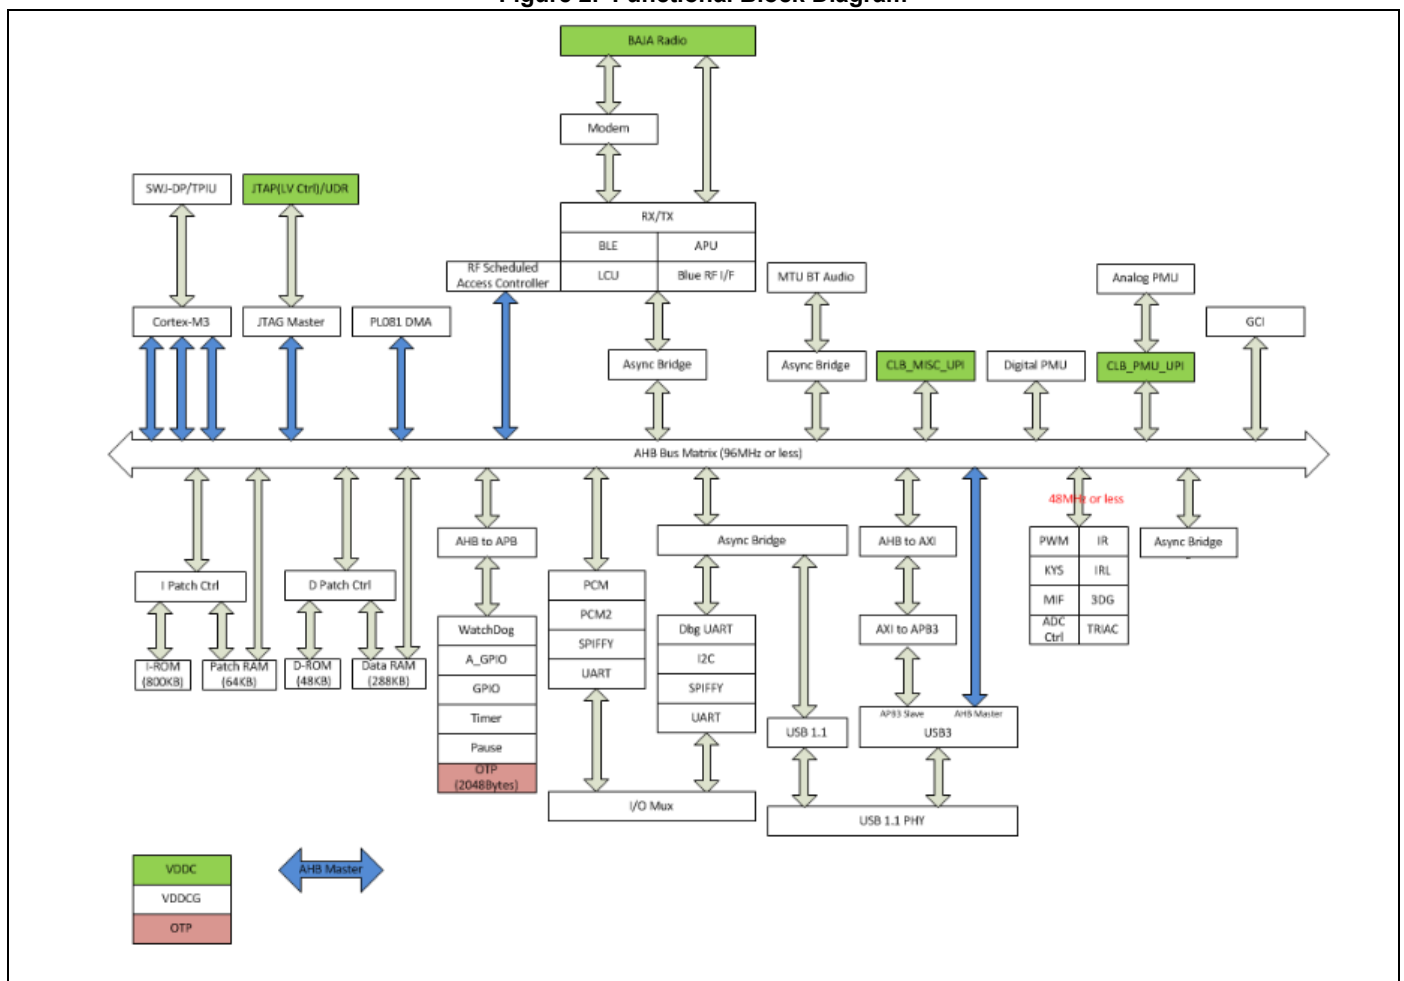 Figure 2. Functional Block Diagram
BAJA Radio
Modem
SWJ-DP/TPIU
JTAP(LV Ctrl)/UDR
RX/TX
BLE
APU
RF Scheduled
Access Controller
LCU
Blue RF I/F
MTU BT Audio
Analog PMU
Cortex-M3
JTAG Master
PL081 DMA
GCI
Async Bridge
Async Bridge
CLB_MISC_UPI
Digital PMU
CLB_PMU_UPI
AHB Bus Matrix (96MHz or less)
48MHz or less
AHB to APB
Async Bridge
AHB to AXI
PWM
IR
Async Bridge
I Patch Ctrl
D Patch Ctrl
PCM
KYS
IRL
PCM2
MIF
3DG
WatchDog
Dbg UART
AXI to APB3
ADC
Ctrl
TRIAC
SPIFFY
A_GPIO
I2C
I-ROM
(800KB)
Patch RAM
(64KB)
D-ROM
(48KB)
Data RAM
(288KB)
UART
GPIO
SPIFFY
Timer
UART
APB3 Slave
AHB Master
USB 1.1
USB3
Pause
OTP
(2048Bytes)
I/O Mux
USB 1.1 PHY
VDDC
AHB Master
VDDCG
OTP